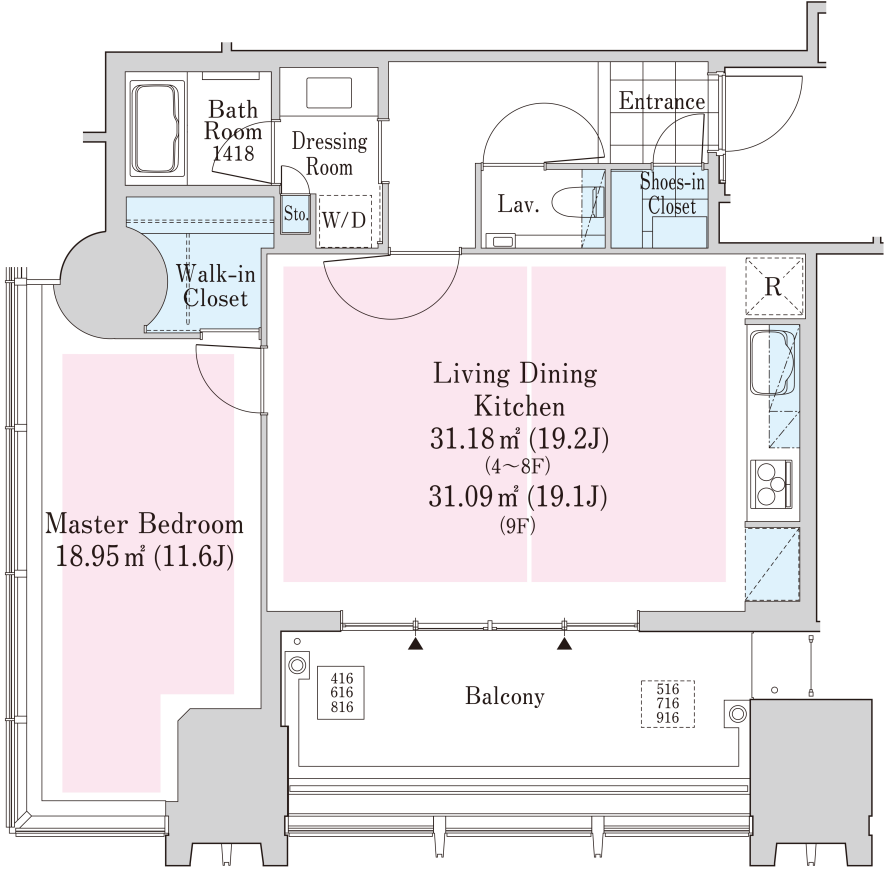 Bath
Room
1418
Dressing
Room
Entrance
Sto.
W/D
Lav.
Shoes-in
Closet
Walk-in
Closet
R
Living Dining
Kitchen
31.18㎡(19.2J)
(4～8F)
31.09㎡(19.1J)
(9F)
Master Bedroom
18.95㎡(11.6J)
416
616
816
Balcony
516
716
916